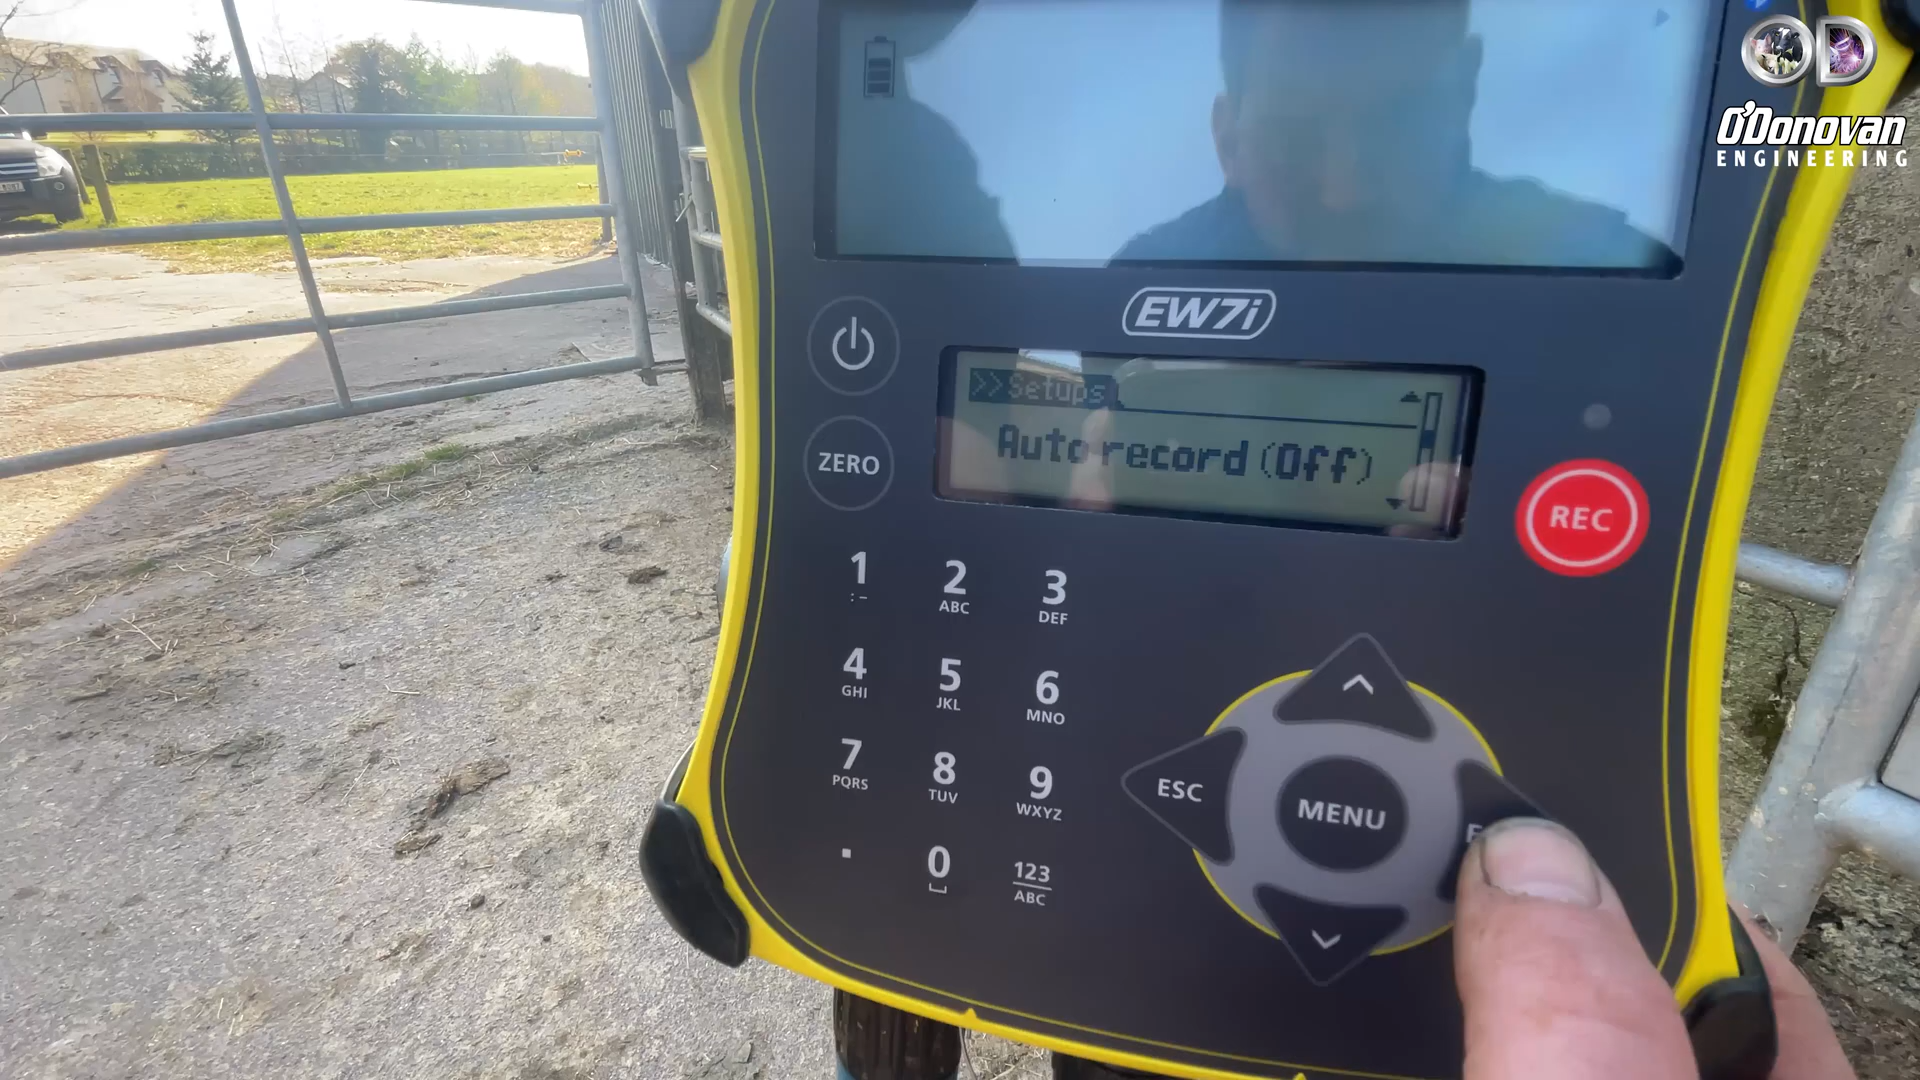 O'Donovan
ENGINEERING
EW7i
>>Setups
Auto record (Off)
ZERO
REC
1
:-
2
ABC
3
DEF
4
GHI
5
JKL
6
MNO
7
PQRS
8
TUV
9
WXYZ
.
0
123
ABC
ESC
MENU